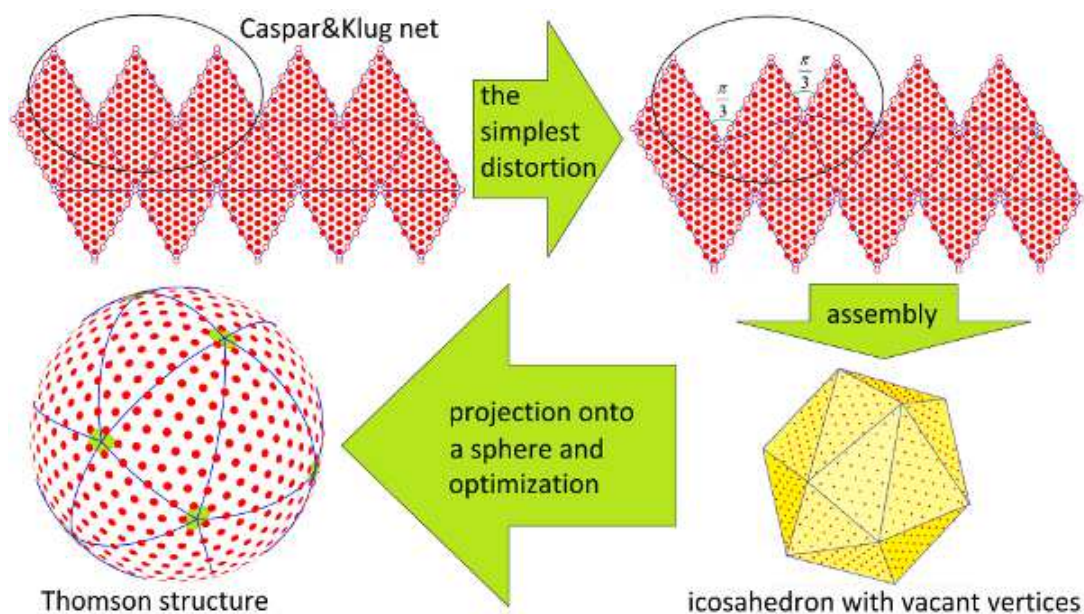 Caspar&Klug net
the
simplest
distortion
π
3
π
3
assembly
projection onto
a sphere and
optimization
Thomson structure
icosahedron with vacant vertices